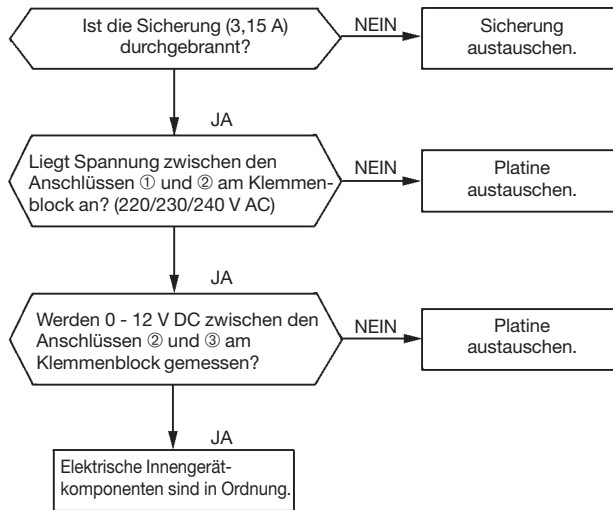 Ist die Sicherung (3,15 A)
durchgebrannt?
NEIN
Sicherung
austauschen.
JA
Liegt Spannung zwischen den
Anschlüssen ① und ② am Klemmen-
block an? (220/230/240 V AC)
NEIN
Platine
austauschen.
JA
Werden 0 - 12 V DC zwischen den
Anschlüssen ② und ③ am
Klemmenblock gemessen?
NEIN
Platine
austauschen.
JA
Elektrische Innengerät-
komponenten sind in Ordnung.